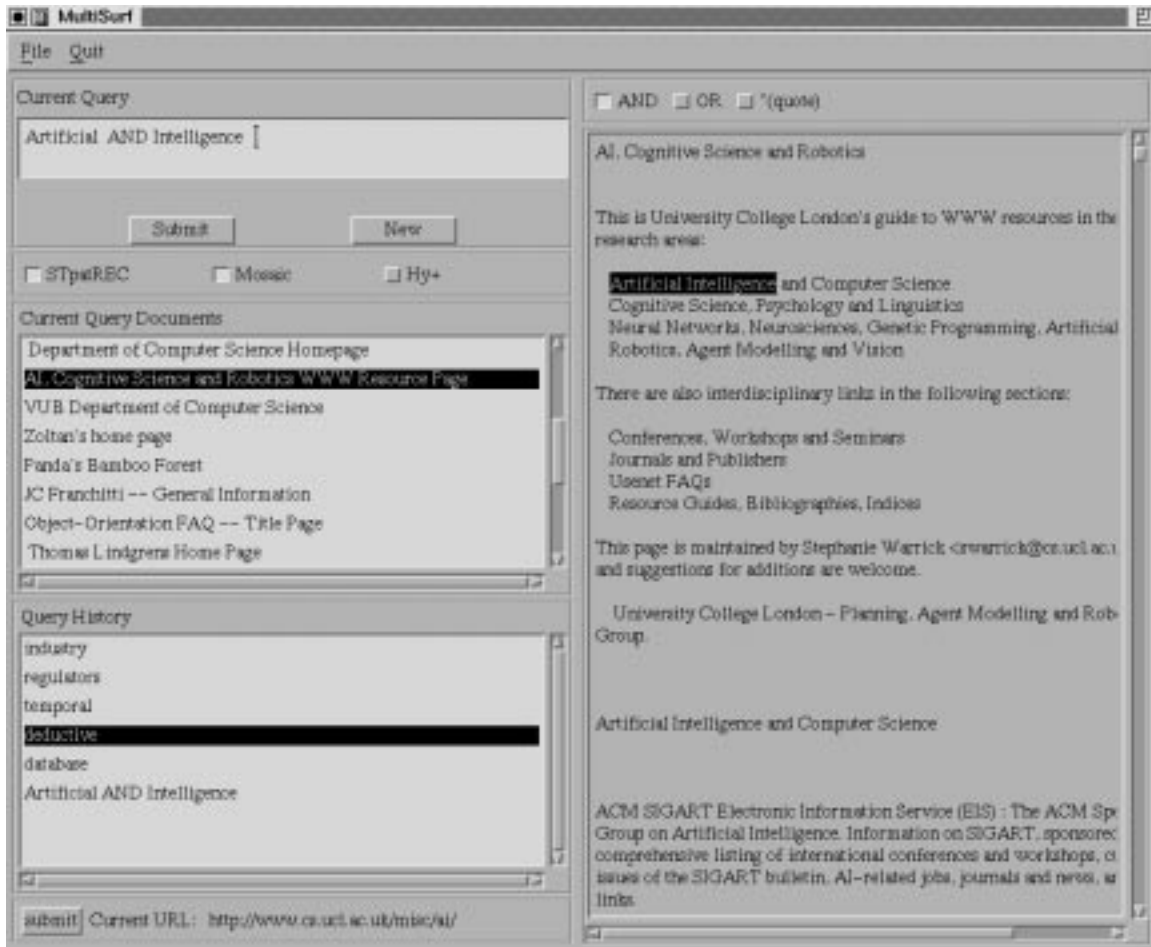 MultiSurf
File Quit
Current Query
Artificial AND Intelligence
Submit New
STpatREC Mosaic Hy+
Current Query Documents
Department of Computer Science Homepage
AI, Cognitive Science and Robotics WWW Resource Page
VUB Department of Computer Science
Zoltan's home page
Panda's Bamboo Forest
JC Franchitti -- General Information
Object-Orientation FAQ -- Title Page
Thomas Lindgrens Home Page
Query History
industry
regulators
temporal
deductive
database
Artificial AND Intelligence
submit Current URL: http://www.cs.ucl.ac.uk/misc/ai/
AND OR "(quote)
AI, Cognitive Science and Robotics
This is University College London's guide to WWW resources in the
research areas:
Artificial Intelligence and Computer Science
Cognitive Science, Psychology and Linguistics
Neural Networks, Neurosciences, Genetic Programming, Artificial
Robotics, Agent Modelling and Vision
There are also interdisciplinary links in the following sections:
Conferences, Workshops and Seminars
Journals and Publishers
Usenet FAQs
Resource Guides, Bibliographies, Indices
This page is maintained by Stephanie Warrick
and suggestions for additions are welcome.
University College London - Planning, Agent Modelling and Rob
Group.
Artificial Intelligence and Computer Science
ACM SIGART Electronic Information Service (EIS) : The ACM Spe
Group on Artificial Intelligence. Information on SIGART, sponsored
comprehensive listing of international conferences and workshops,
issues of the SIGART bulletin, AI-related jobs, journals and news,
links